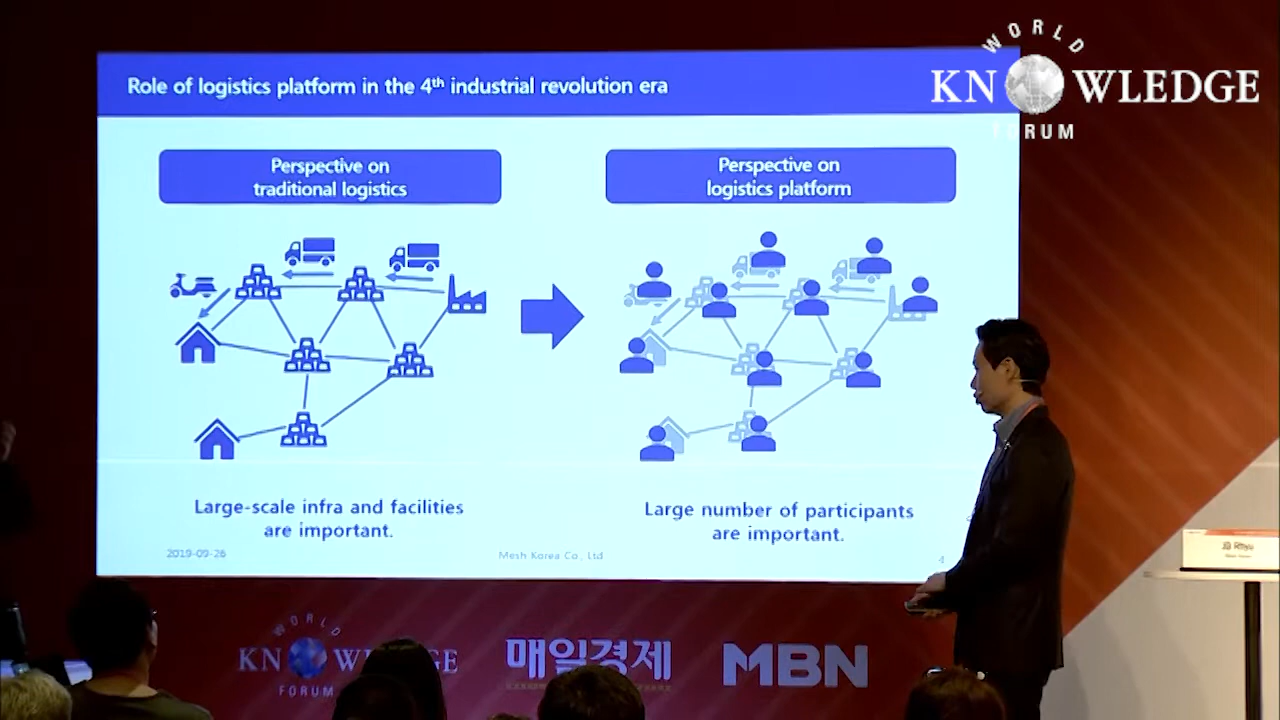 WORLD
KNOWLEDGE
FORUM
Role of logistics platform in the 4th industrial revolution era
Perspective on
traditional logistics
Perspective on
logistics platform
Large-scale infra and facilities
are important.
Large number of participants
are important.
2019-09-26
Mesh Korea Co., Ltd
4
WORLD
KNOWLEDGE
FORUM
매일경제
MBN